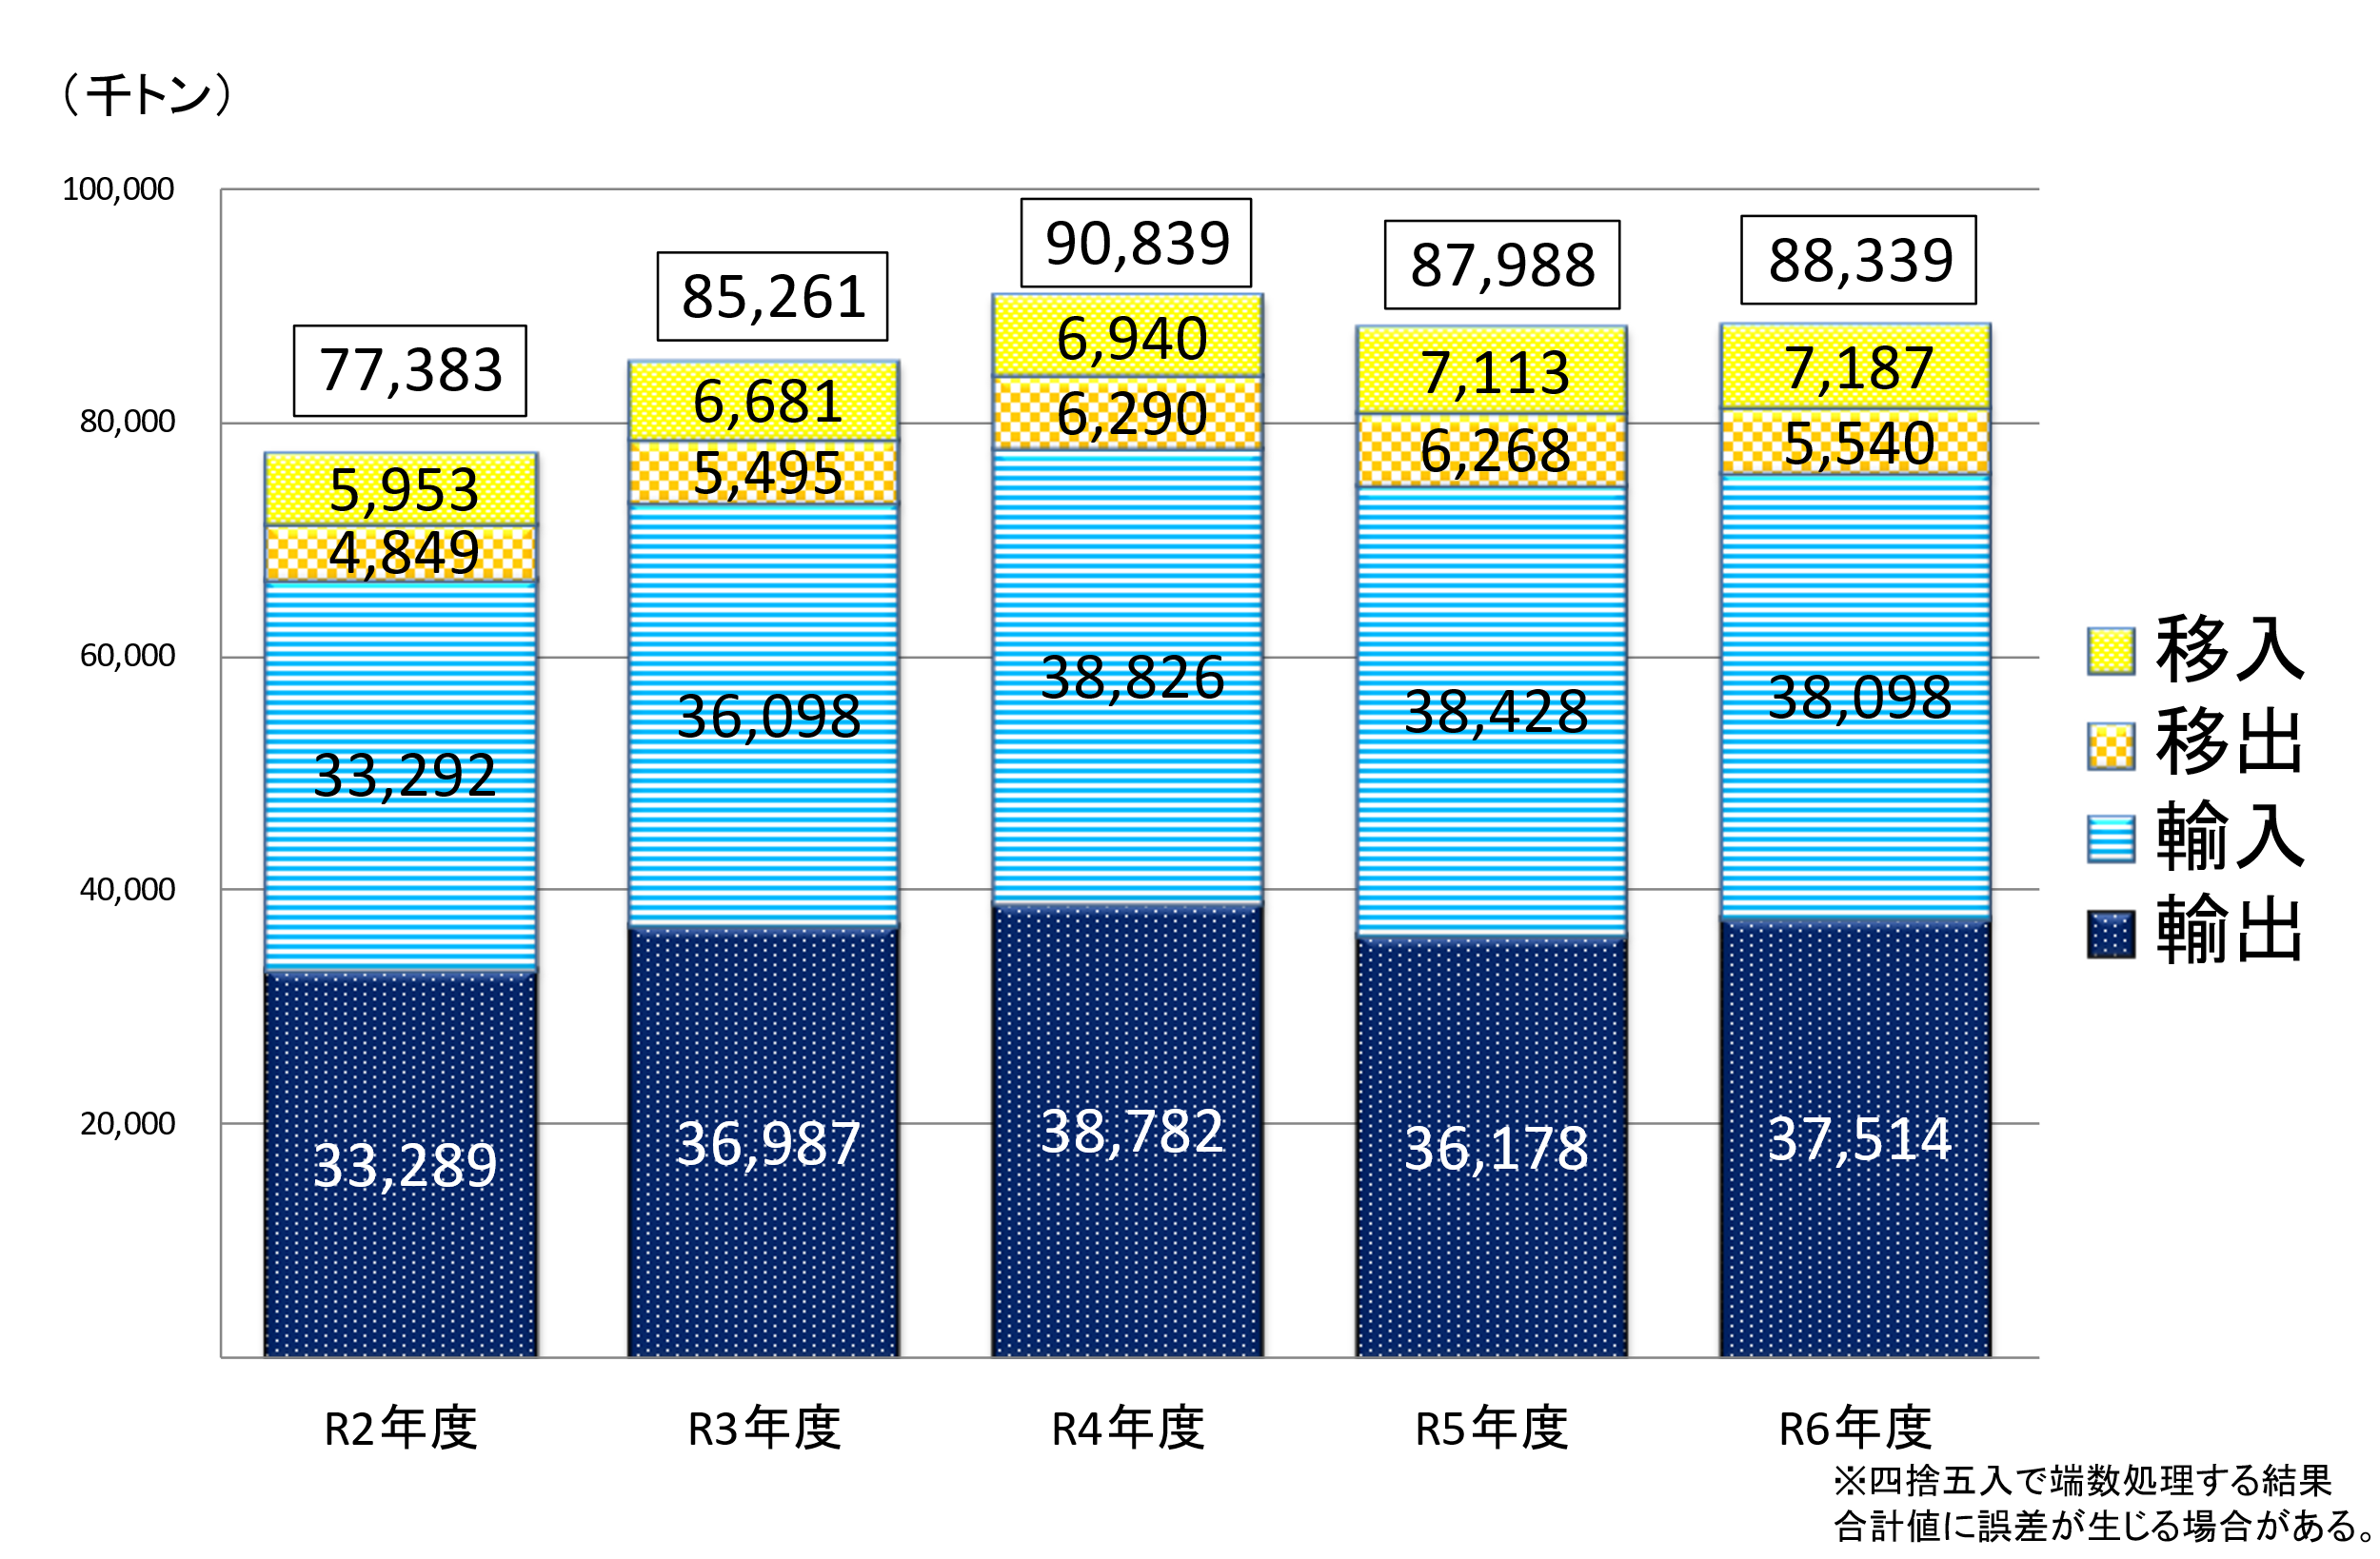 （千トン）
100,000
80,000
60,000
40,000
20,000
77,383
5,953
4,849
33,292
33,289
R2年度
85,261
6,681
5,495
36,098
36,987
R3年度
90,839
6,940
6,290
38,826
38,782
R4年度
87,988
7,113
6,268
38,428
36,178
R5年度
88,339
7,187
5,540
38,098
37,514
R6年度
移入
移出
輸入
輸出
※四捨五入で端数処理する結果
合計値に誤差が生じる場合がある。